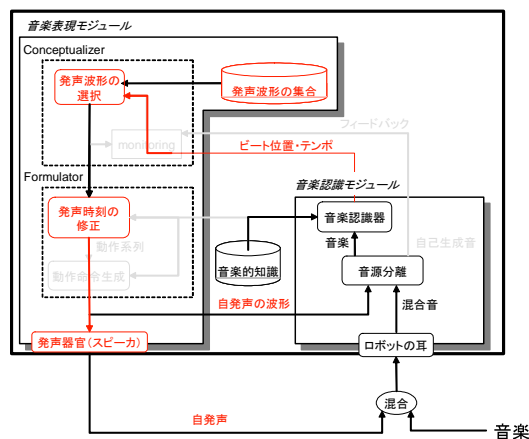 音楽表現モジュール
Conceptualizer
発声波形の
選択
発声波形の集合
フィードバック
monitoring
ビート位置・テンポ
Formulator
音楽認識モジュール
発声時刻の
修正
音楽認識器
動作系列
音楽
自己生成音
動作命令生成
音楽的知識
音源分離
自発声の波形
混合音
発声器官(スピーカ)
ロボットの耳
自発声
混合
音楽